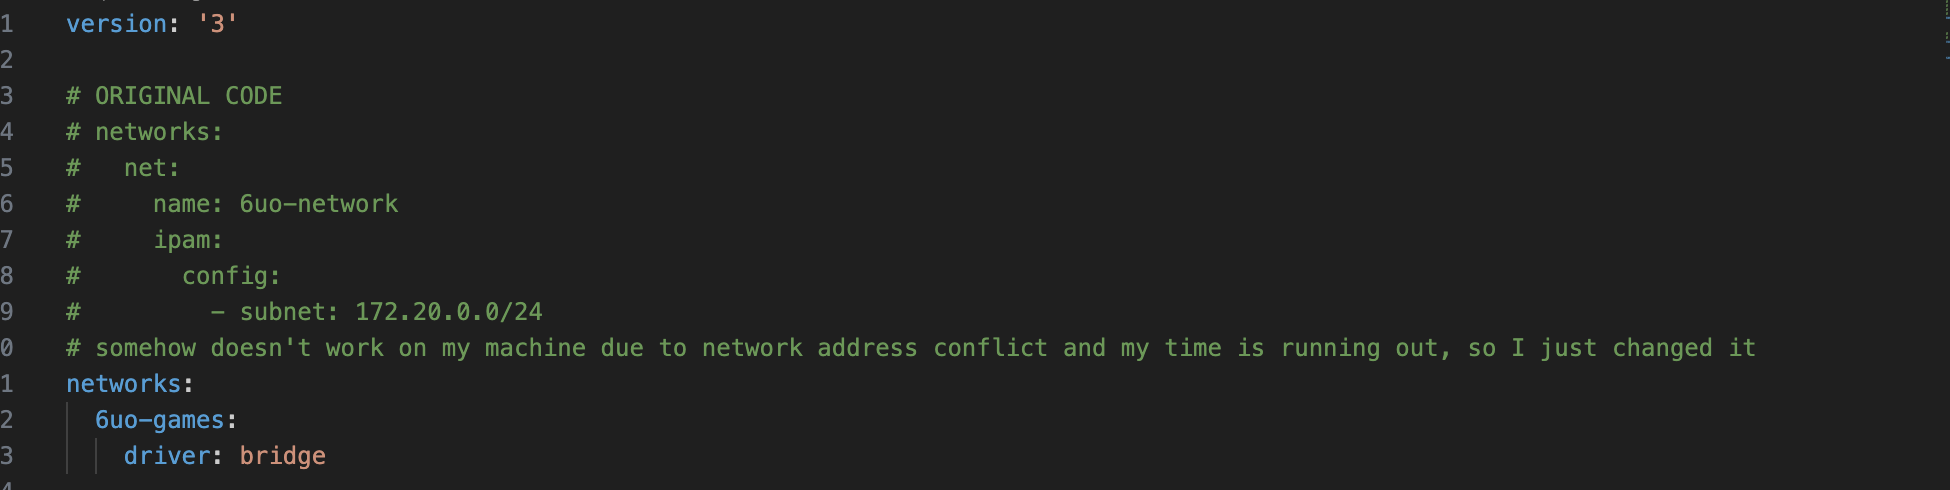 1 version: '3'
2
3 # ORIGINAL CODE
4 # networks:
5 #   net:
6 #     name: 6uo-network
7 #     ipam:
8 #       config:
9 #         - subnet: 172.20.0.0/24
0 # somehow doesn't work on my machine due to network address conflict and my time is running out, so I just changed it
1 networks:
2   6uo-games:
3     driver: bridge